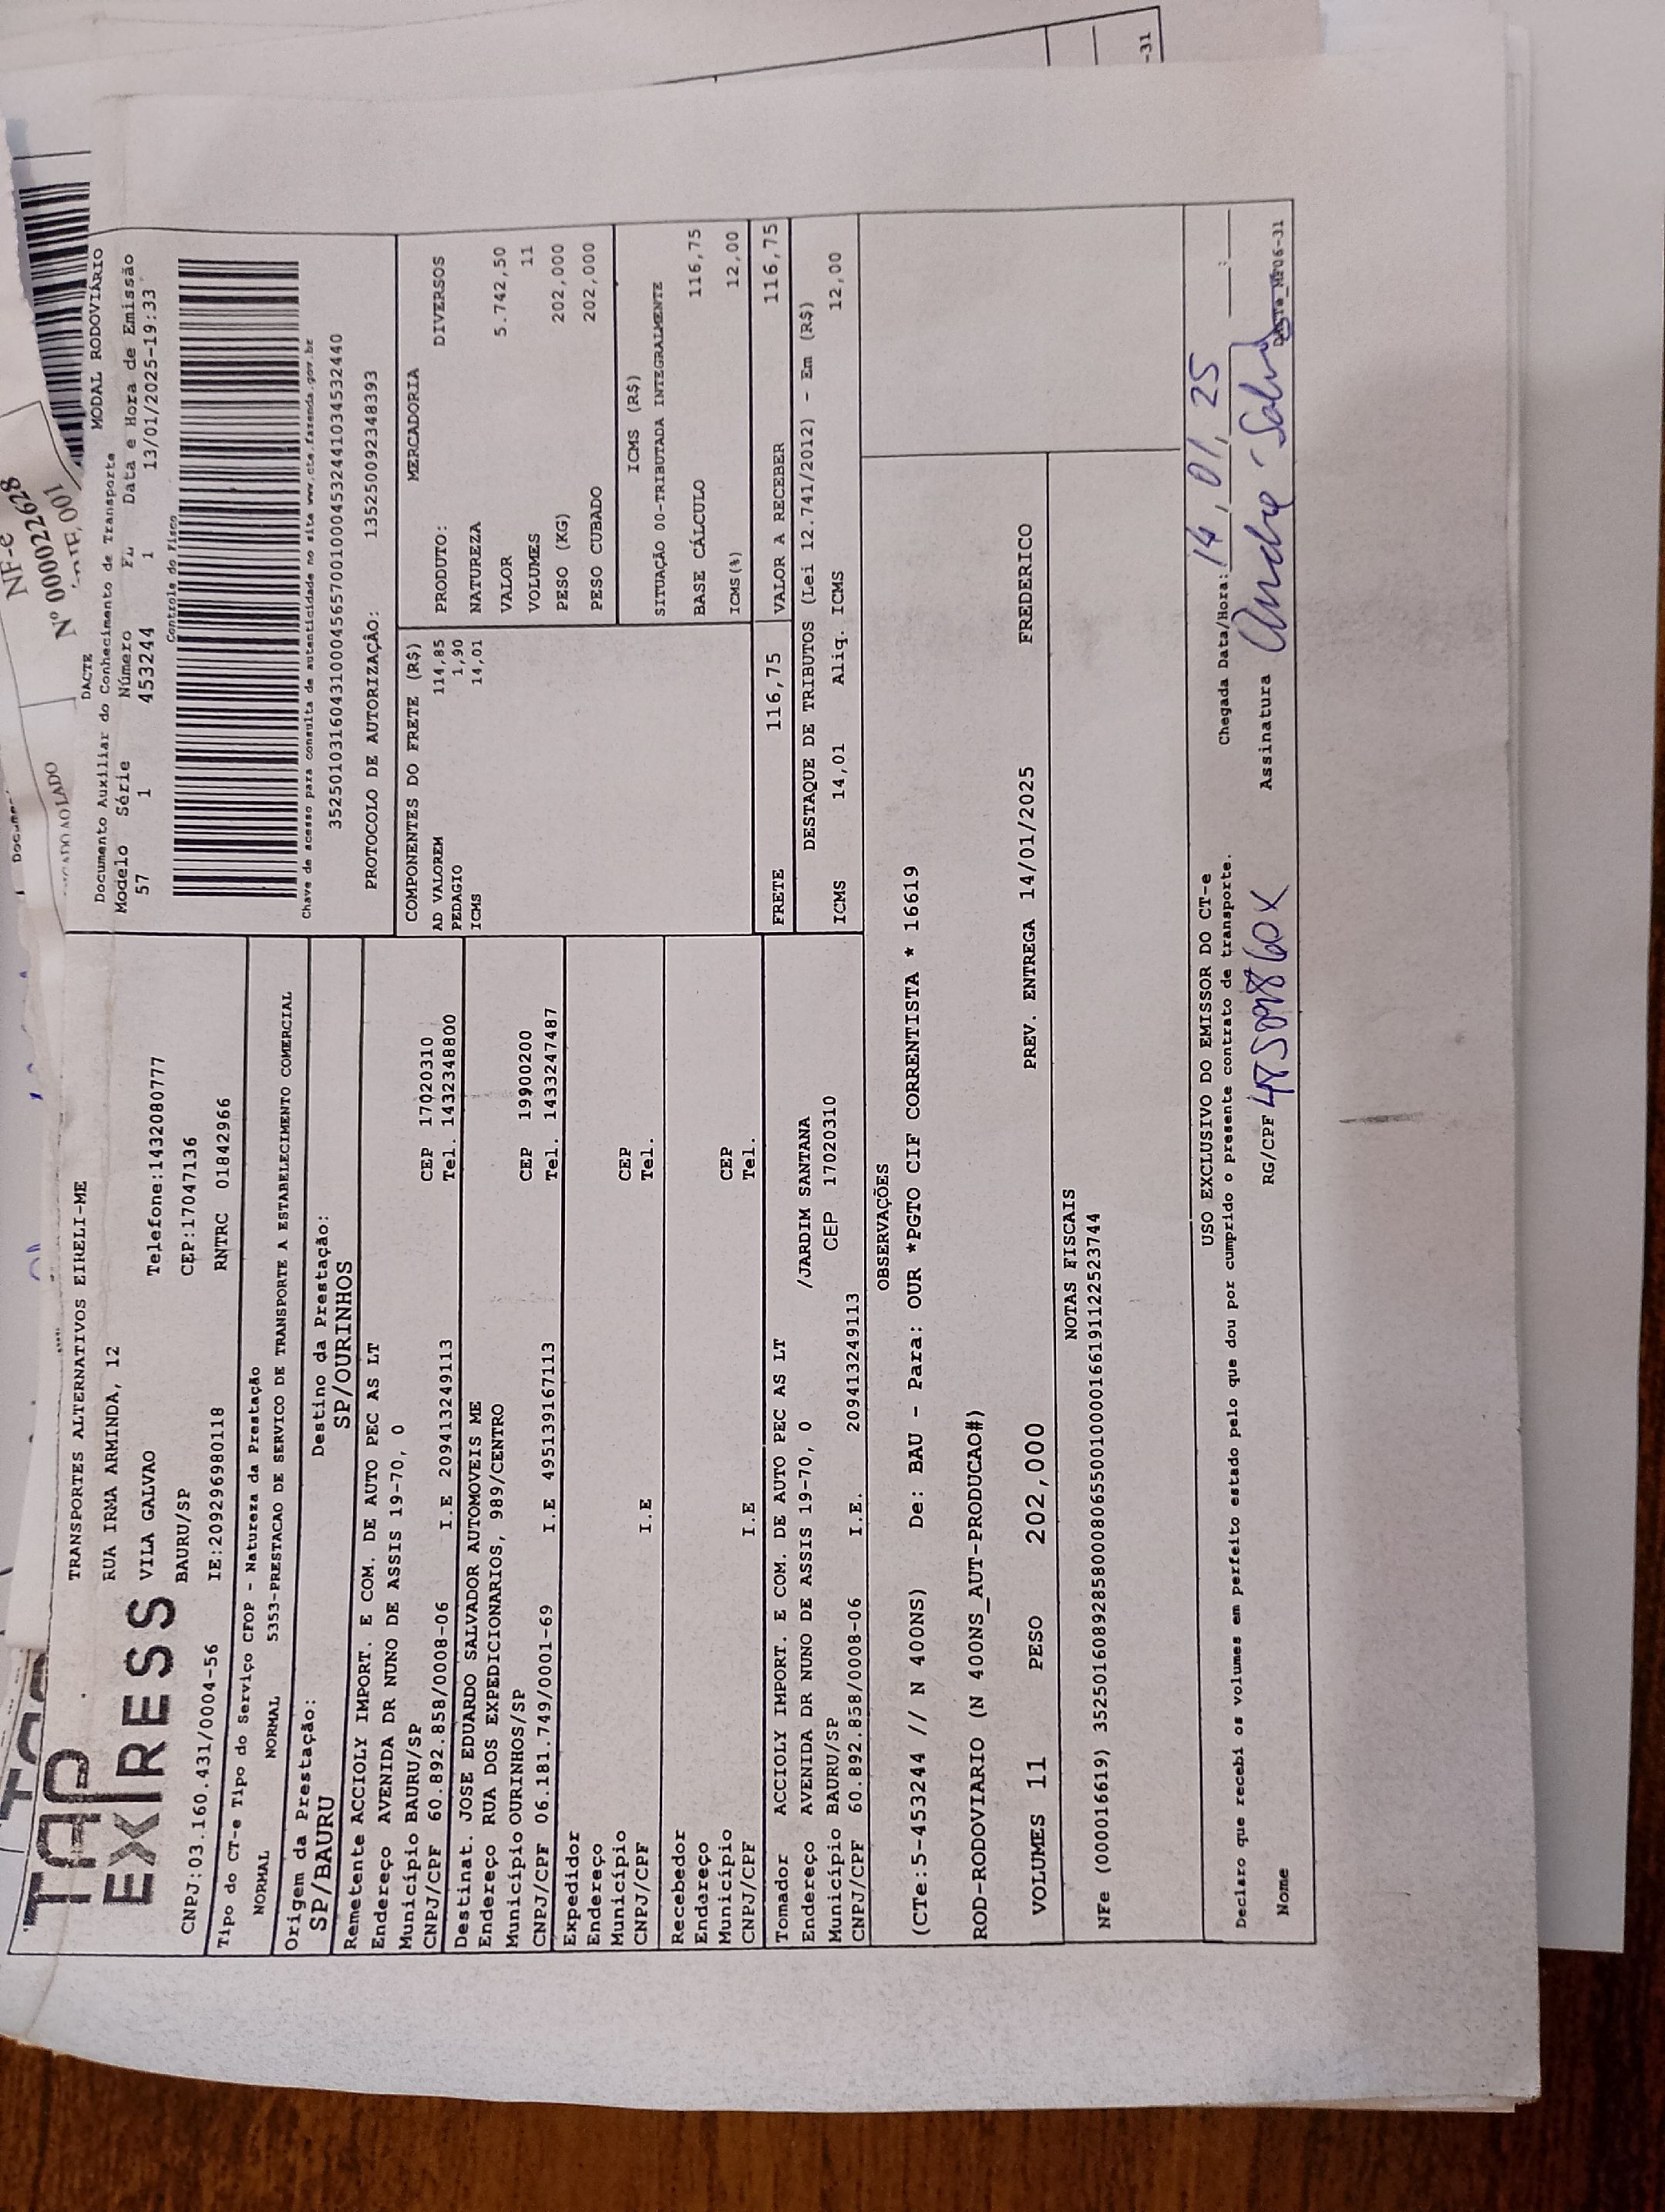 NF-e
Nº 000022628
TAP
EXPRESS
TRANSPORTES ALTERNATIVOS EIRELI-ME
RUA IRMA ARMINDA, 12
VILA GALVAO Telefone:1432080777
BAURU/SP CEP:17047136
CNPJ:03.160.431/0004-56 IE:209296980118 RNTRC 01842966
DACTE MODAL RODOVIÁRIO
Documento Auxiliar do Conhecimento de Transporte
Modelo Série Número FL Data e Hora de Emissão
57 1 453244 1 13/01/2025-19:33
Controle do Fisco
Chave de acesso para consulta de autenticidade no site www.cte.fazenda.gov.br
35250103160431000456570010004532441034532440
PROTOCOLO DE AUTORIZAÇÃO: 135250092348393
Tipo do CT-e Tipo do Serviço CFOP - Natureza da Prestação
NORMAL NORMAL 5353-PRESTACAO DE SERVICO DE TRANSPORTE A ESTABELECIMENTO COMERCIAL
Origem da Prestação: Destino da Prestação:
SP/BAURU SP/OURINHOS
Remetente ACCIOLY IMPORT. E COM. DE AUTO PEC AS LT
Endereço AVENIDA DR NUNO DE ASSIS 19-70, 0
Município BAURU/SP CEP 17020310
CNPJ/CPF 60.892.858/0008-06 I.E 209413249113 Tel. 1432348800
Destinat. JOSE EDUARDO SALVADOR AUTOMOVEIS ME
Endereço RUA DOS EXPEDICIONARIOS, 989/CENTRO
Município OURINHOS/SP CEP 19900200
CNPJ/CPF 06.181.749/0001-69 I.E 495139167113 Tel. 1433247487
Expedidor
Endereço
Município CEP
CNPJ/CPF I.E Tel.
Recebedor
Endereço
Município CEP
CNPJ/CPF I.E Tel.
Tomador ACCIOLY IMPORT. E COM. DE AUTO PEC AS LT
Endereço AVENIDA DR NUNO DE ASSIS 19-70, 0 /JARDIM SANTANA
Município BAURU/SP CEP 17020310
CNPJ/CPF 60.892.858/0008-06 I.E. 209413249113
COMPONENTES DO FRETE (R$)
AD VALOREM 114,85
PEDAGIO 1,90
ICMS 14,01
MERCADORIA
PRODUTO: DIVERSOS
NATUREZA
VALOR 5.742,50
VOLUMES 11
PESO (KG) 202,000
PESO CUBADO 202,000
ICMS (R$)
SITUAÇÃO 00-TRIBUTADA INTEGRALMENTE
BASE CÁLCULO 116,75
ICMS(%) 12,00
FRETE 116,75 VALOR A RECEBER 116,75
DESTAQUE DE TRIBUTOS (Lei 12.741/2012) - Em (R$)
ICMS 14,01 Aliq. ICMS 12,00
OBSERVAÇÕES
(CTe:5-453244 // N 400NS) De: BAU - Para: OUR *PGTO CIF CORRENTISTA * 16619
ROD-RODOVIARIO (N 400NS_AUT-PRODUCAO#)
VOLUMES 11 PESO 202,000 PREV. ENTREGA 14/01/2025 FREDERICO
NOTAS FISCAIS
NFe (00016619) 35250160892858000806550010000166191122523744
USO EXCLUSIVO DO EMISSOR DO CT-e
Declaro que recebi os volumes em perfeito estado pelo que dou por cumprido o presente contrato de transporte.
Chegada Data/Hora: 14, 01, 25
Nome RG/CPF Assinatura
-31